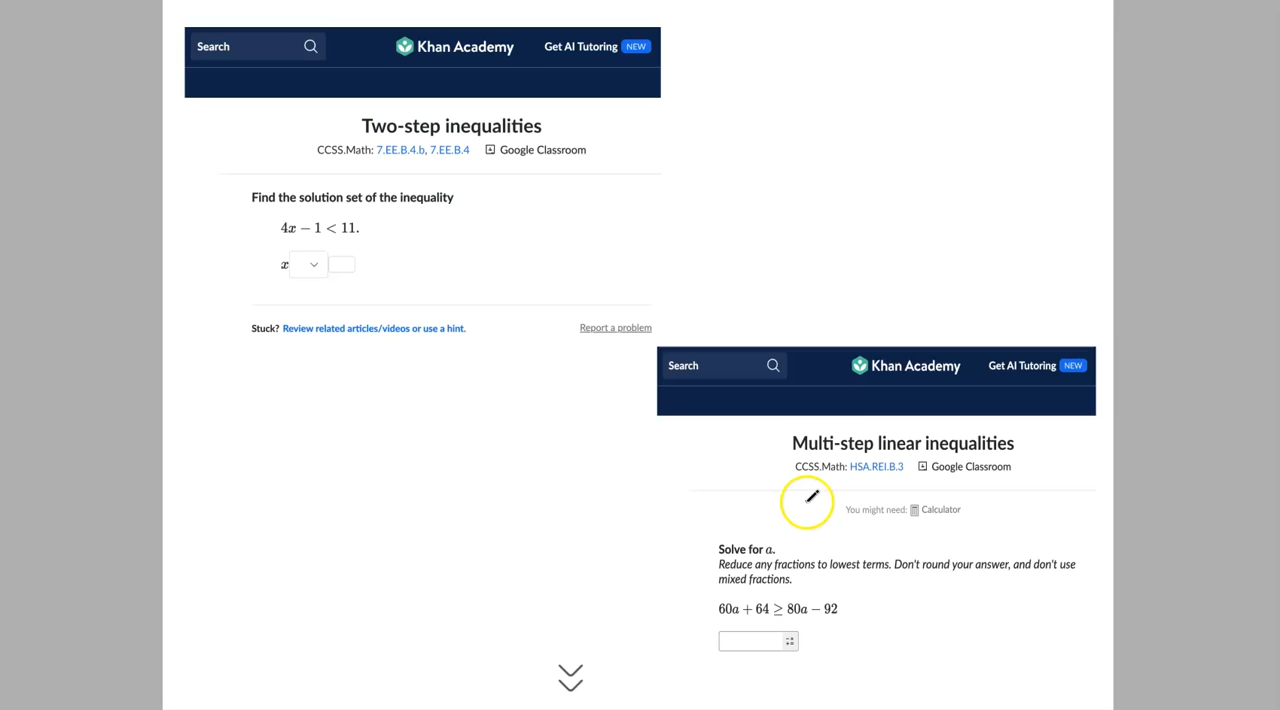 Search
Khan Academy
Get AI Tutoring NEW
Two-step inequalities
CCSS.Math: 7.EE.B.4.b, 7.EE.B.4 Google Classroom
Find the solution set of the inequality
4x − 1 < 11.
x
Stuck? Review related articles/videos or use a hint.
Report a problem
Search
Khan Academy
Get AI Tutoring NEW
Multi-step linear inequalities
CCSS.Math: HSA.REI.B.3 Google Classroom
You might need: Calculator
Solve for a.
Reduce any fractions to lowest terms. Don't round your answer, and don't use
mixed fractions.
60a + 64 ≥ 80a − 92